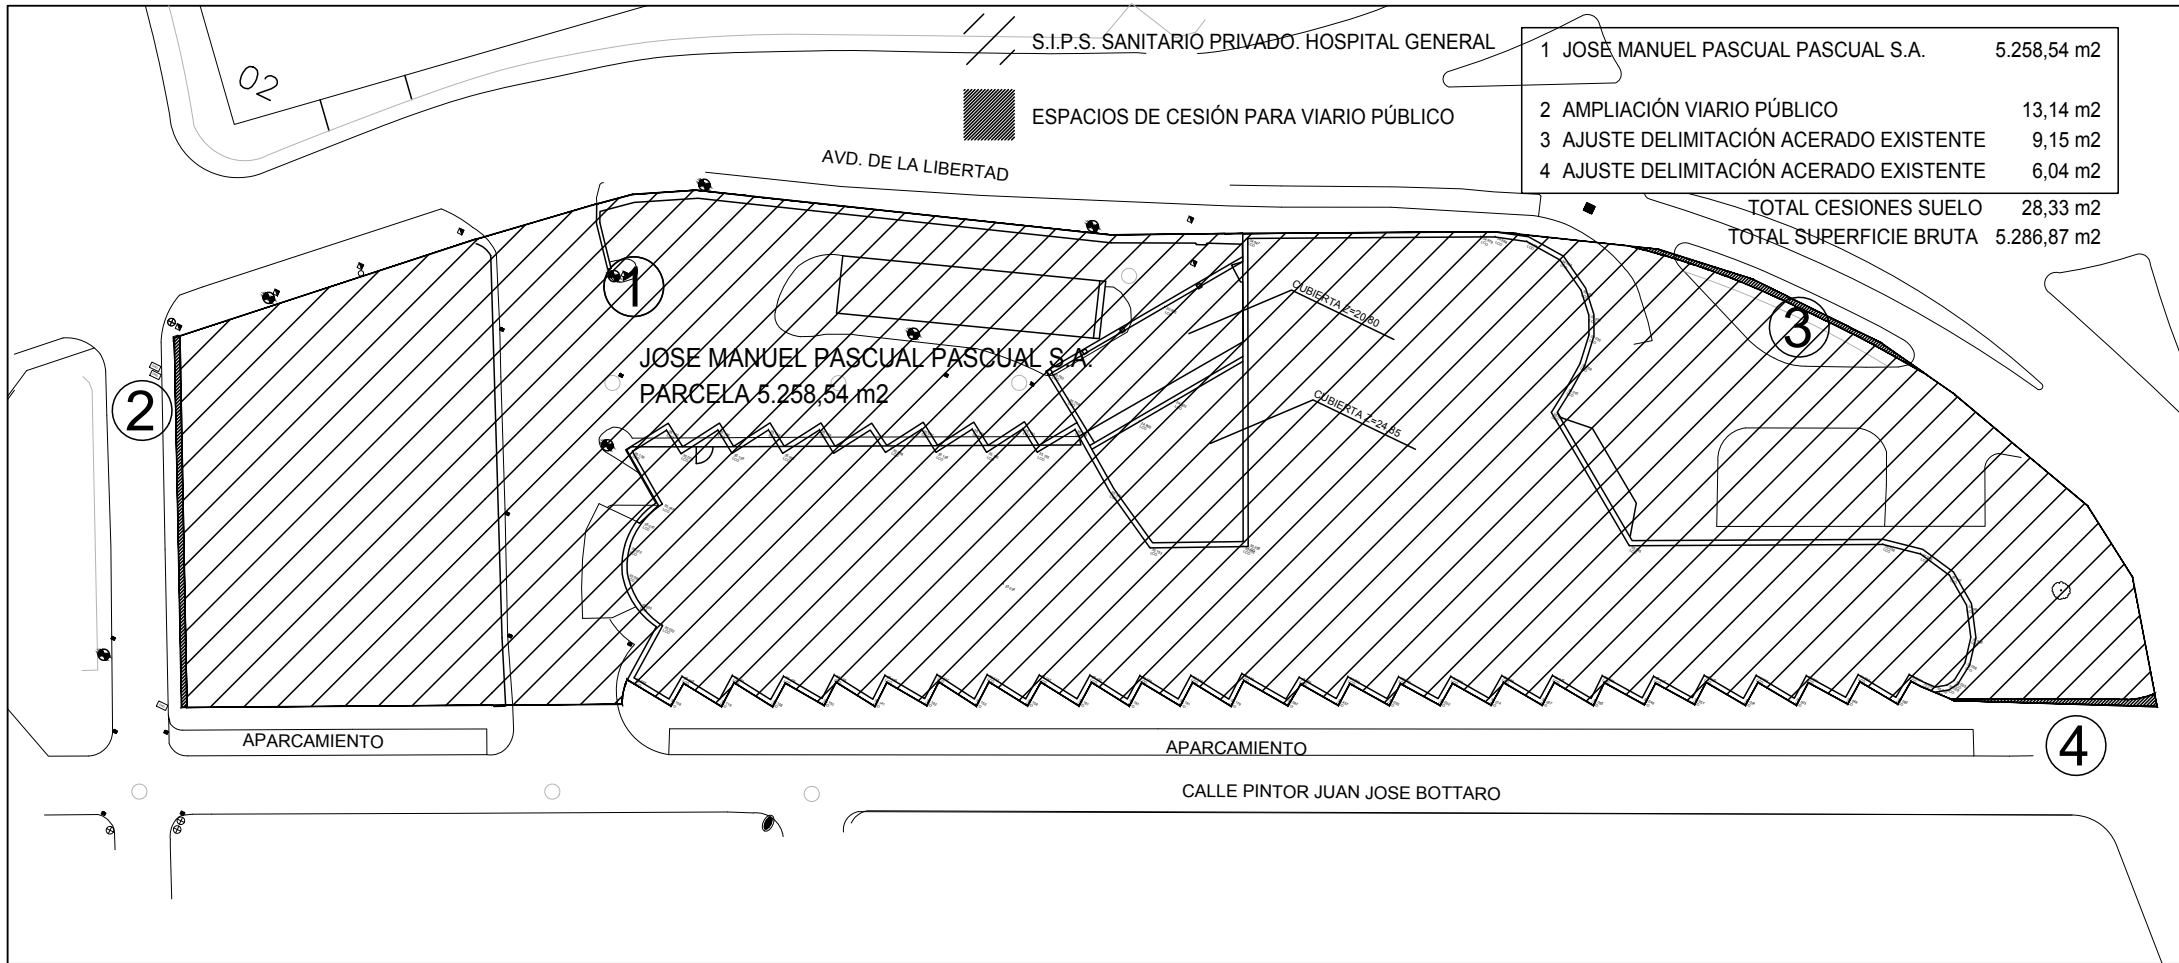 02
S.I.P.S. SANITARIO PRIVADO. HOSPITAL GENERAL
ESPACIOS DE CESIÓN PARA VIARIO PÚBLICO
1 JOSE MANUEL PASCUAL PASCUAL S.A. 5.258,54 m2
2 AMPLIACIÓN VIARIO PÚBLICO 13,14 m2
3 AJUSTE DELIMITACIÓN ACERADO EXISTENTE 9,15 m2
4 AJUSTE DELIMITACIÓN ACERADO EXISTENTE 6,04 m2
TOTAL CESIONES SUELO 28,33 m2
TOTAL SUPERFICIE BRUTA 5.286,87 m2
AVD. DE LA LIBERTAD
1
CUBIERTA Z=20,80
3
JOSE MANUEL PASCUAL PASCUAL S.A.
PARCELA 5.258,54 m2
2
CUBIERTA Z=24,85
APARCAMIENTO
APARCAMIENTO
4
CALLE PINTOR JUAN JOSE BOTTARO